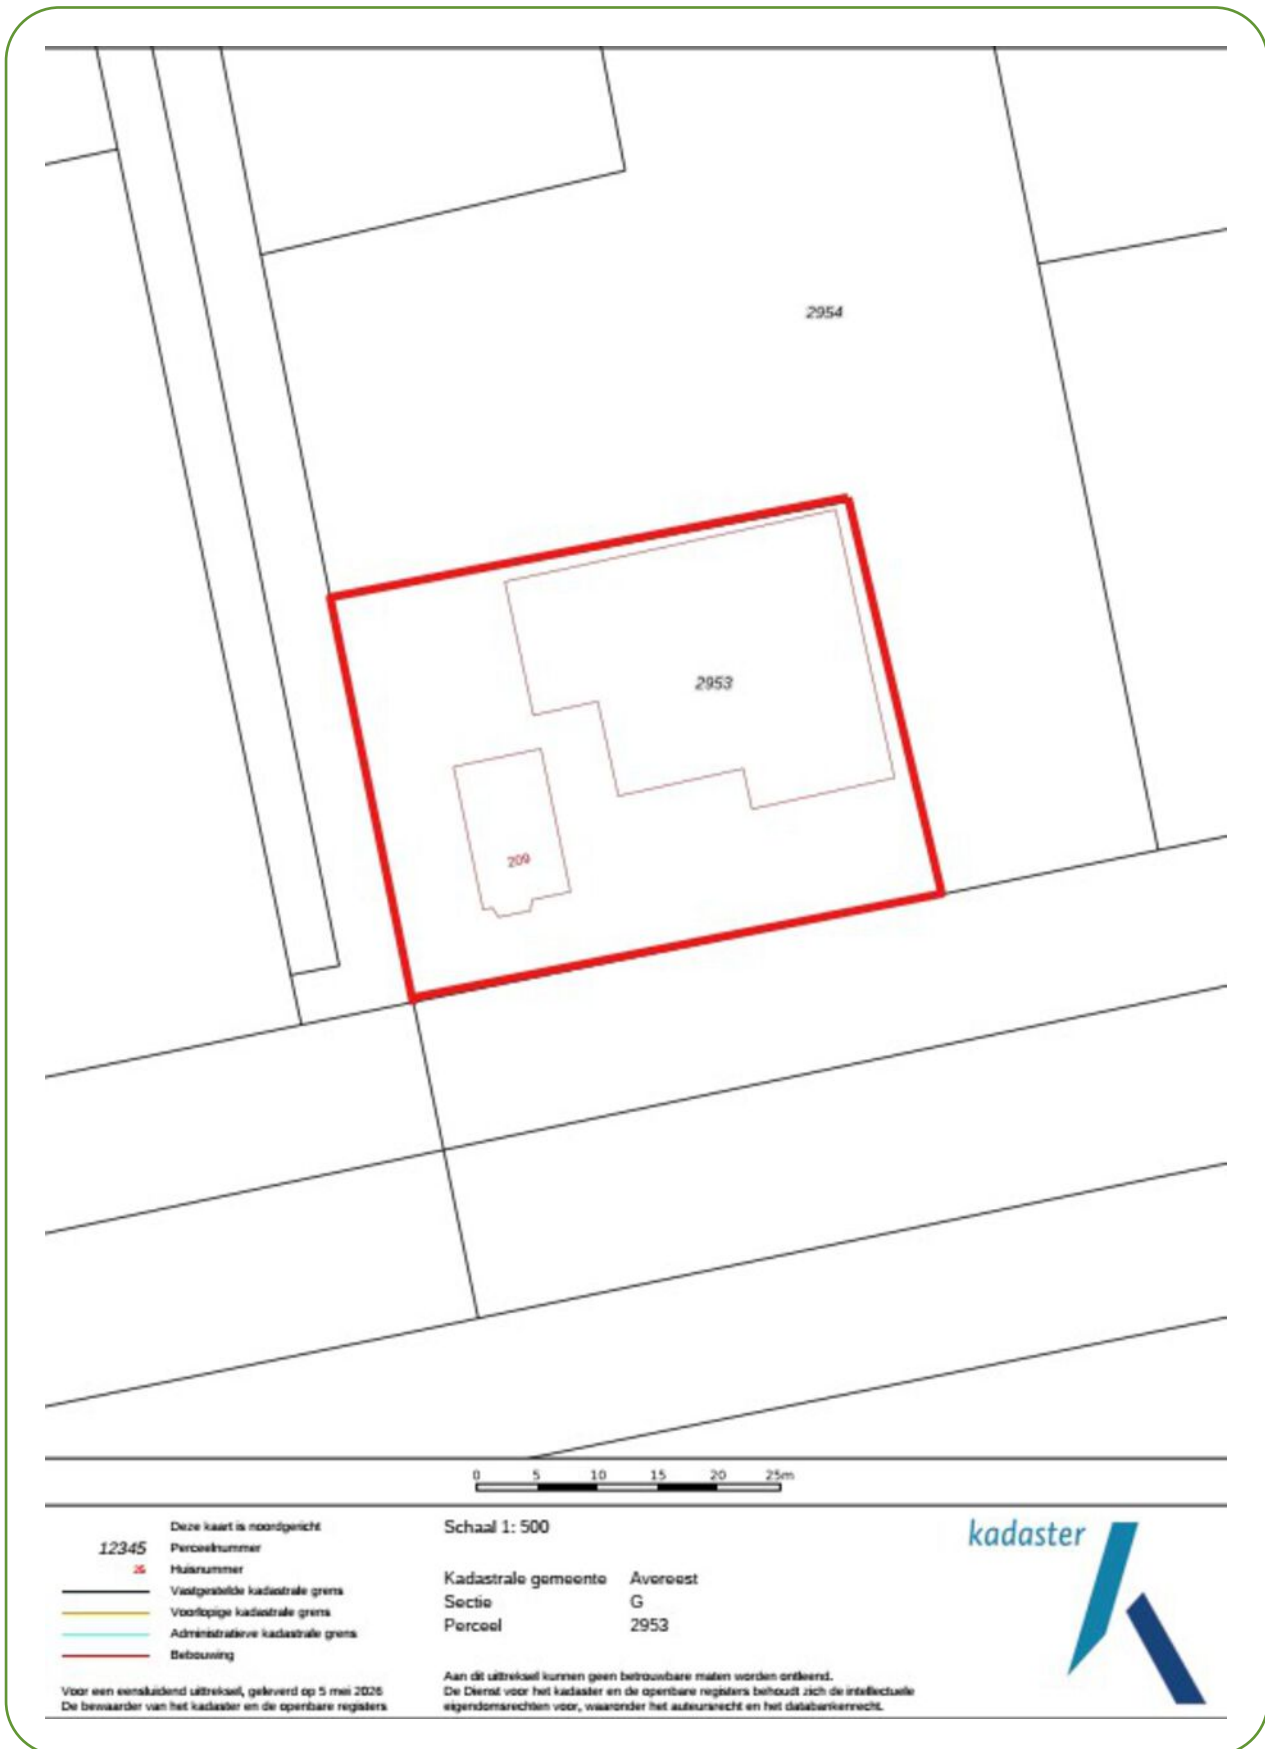 2954
2953
209
0 5 10 15 20 25m
Deze kaart is noordgericht
12345 Perceelnummer
25 Huisnummer
Vastgestelde kadastrale grens
Voorlopige kadastrale grens
Administratieve kadastrale grens
Bebouwing
Voor een eensluidend uittreksel, geleverd op 5 mei 2026
De bewaarder van het kadaster en de openbare registers
Schaal 1: 500
Kadastrale gemeente Avereest
Sectie G
Perceel 2953
Aan dit uittreksel kunnen geen betrouwbare maten worden ontleend.
De Dienst voor het kadaster en de openbare registers behoudt zich de intellectuele
eigendomsrechten voor, waaronder het auteursrecht en het databankenrecht.
kadaster